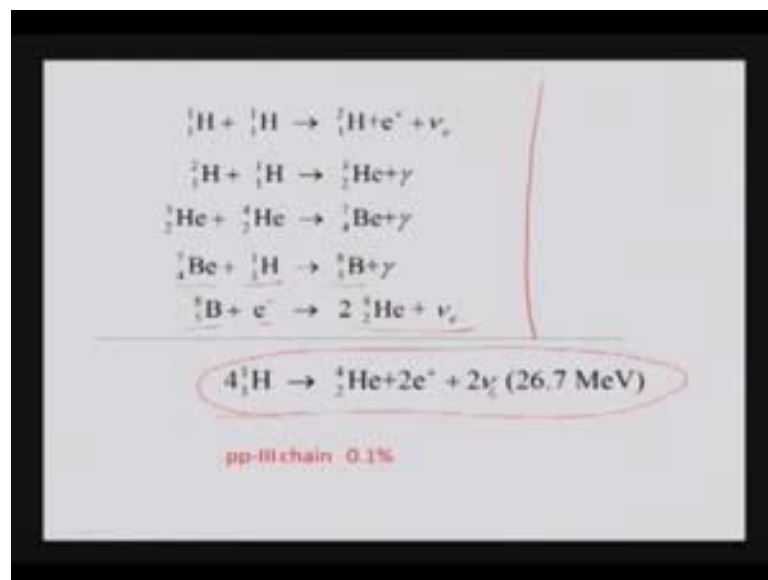 ¹₁H + ¹₁H → ²₁H+e⁺ + νₑ
²₁H + ¹₁H → ³₂He+γ
³₂He + ⁴₂He → ⁷₄Be+γ
⁷₄Be + ¹₁H → ⁸₅B+γ
⁸₅B + e⁻ → 2 ⁴₂He + νₑ
4¹₁H → ⁴₂He+2e⁺ + 2νₑ (26.7 MeV)
pp-III chain 0.1%